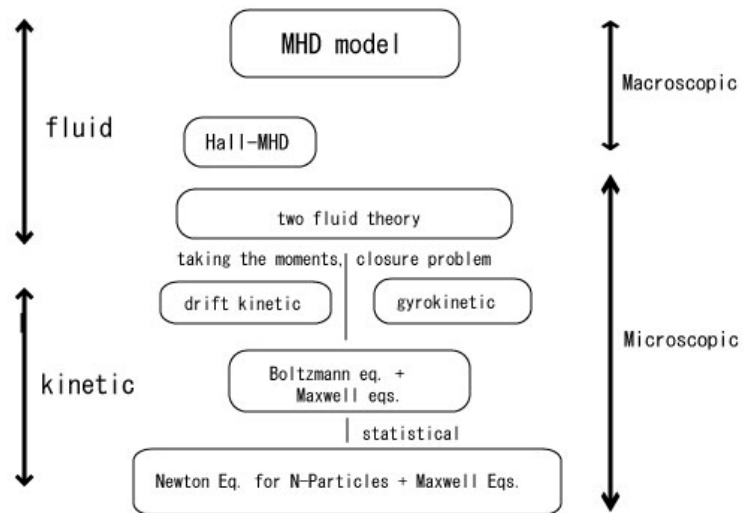 MHD model
Macroscopic
fluid
Hall-MHD
two fluid theory
taking the moments, closure problem
drift kinetic
gyrokinetic
Microscopic
kinetic
Boltzmann eq. +
Maxwell eqs.
statistical
Newton Eq. for N-Particles + Maxwell Eqs.